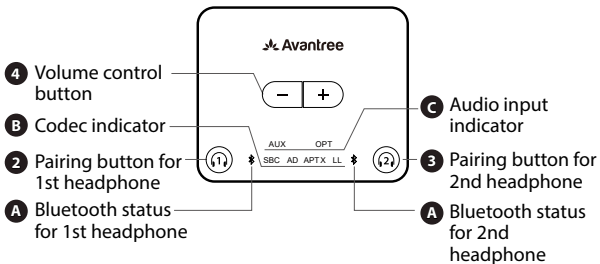 Avantree
4 Volume control
button
B Codec indicator
C Audio input
indicator
AUX OPT
2 Pairing button for
1st headphone
1
SBC AD APTX LL
2
3 Pairing button for
2nd headphone
A Bluetooth status
for 1st headphone
A Bluetooth status
for 2nd
headphone